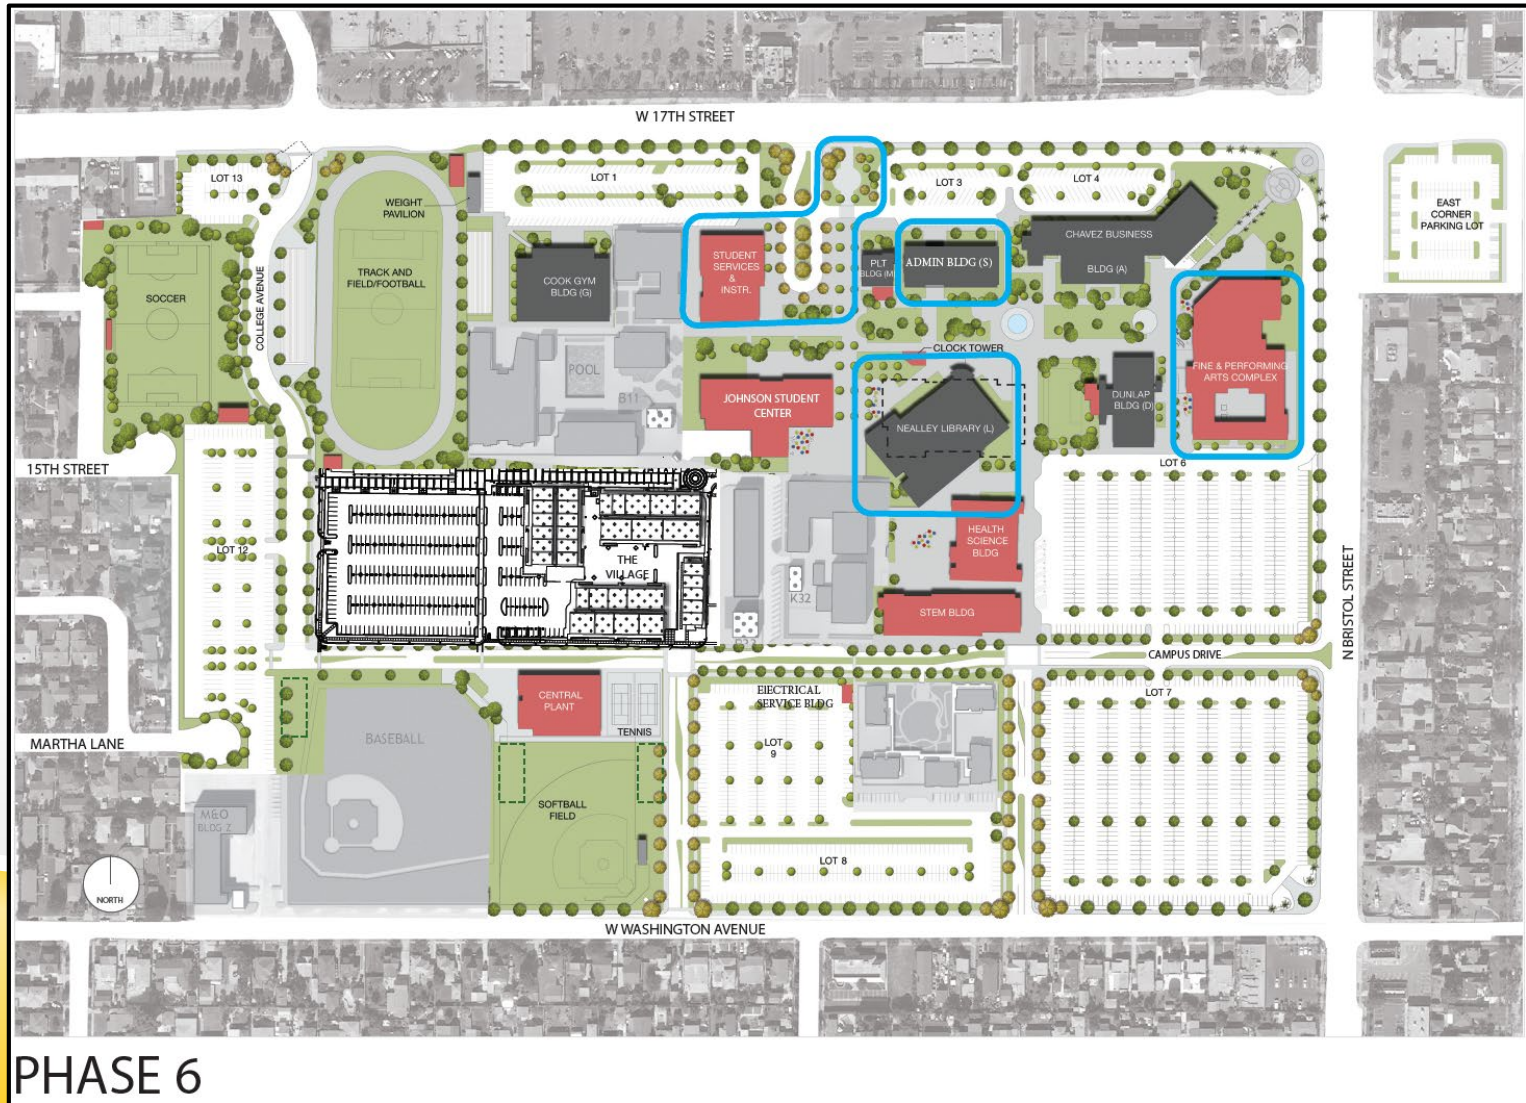 W 17TH STREET
LOT 13
LOT 1
LOT 3
LOT 4
WEIGHT
PAVILION
EAST
CORNER
PARKING LOT
CHAVEZ BUSINESS
BLDG (A)
STUDENT
SERVICES
&
INSTR.
PLT
BLDG (M)
ADMIN BLDG (S)
COOK GYM
BLDG (G)
TRACK AND
FIELD/FOOTBALL
SOCCER
COLLEGE AVENUE
CLOCK TOWER
POOL
B11
JOHNSON STUDENT
CENTER
NEALLEY LIBRARY (L)
DUNLAP
BLDG (D)
FINE & PERFORMING
ARTS COMPLEX
15TH STREET
LOT 6
LOT 12
THE
VILLAGE
K32
HEALTH
SCIENCE
BLDG
STEM BLDG
N BRISTOL STREET
CAMPUS DRIVE
CENTRAL
PLANT
TENNIS
ElECTRICAL
SERVICE BLDG
LOT
9
LOT 7
MARTHA LANE
BASEBALL
M&O
BLDG Z
SOFTBALL
FIELD
LOT 8
NORTH
W WASHINGTON AVENUE
PHASE 6